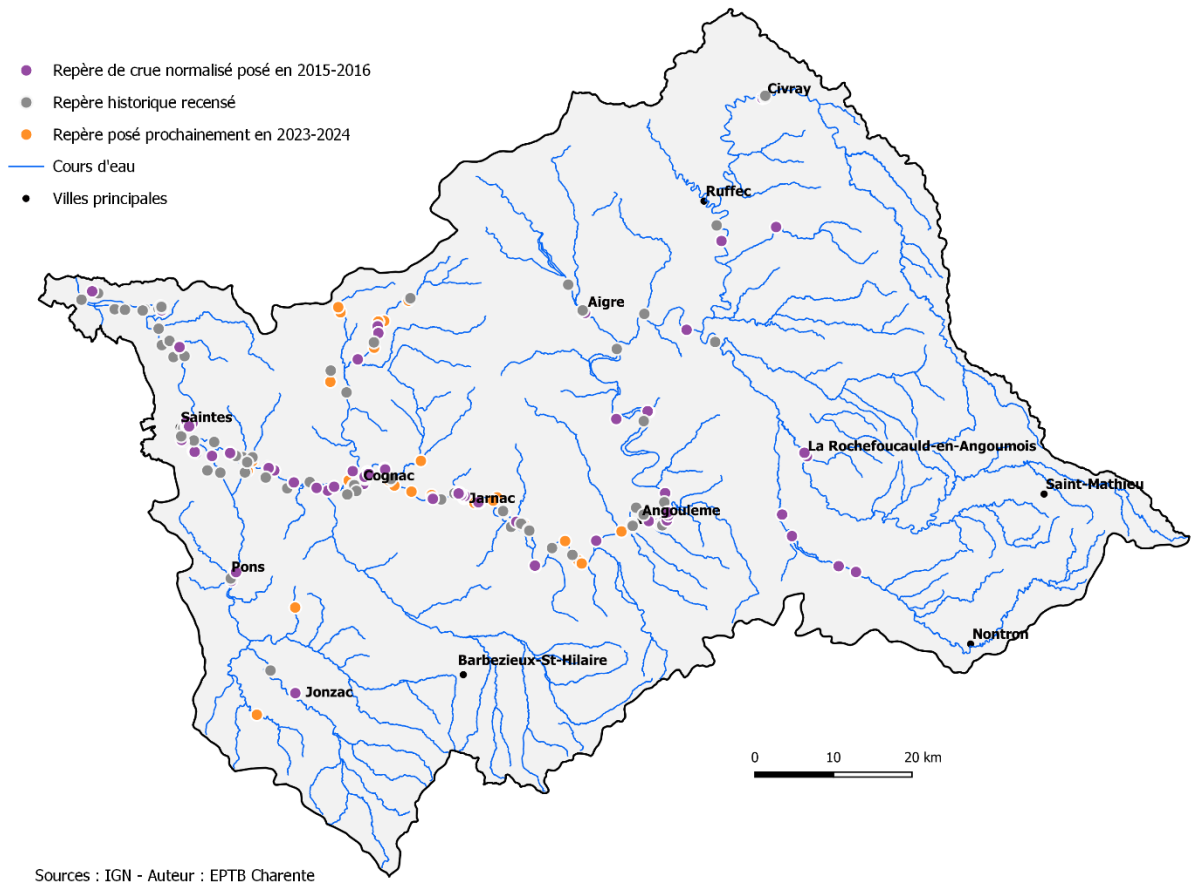 Repère de crue normalisé posé en 2015-2016
Repère historique recensé
Repère posé prochainement en 2023-2024
Cours d'eau
Villes principales
Civray
Ruffec
Aigre
Saintes
La Rochefoucauld-en-Angoumois
Cognac
Saint-Mathieu
Jarnac
Angouleme
Pons
Nontron
Barbezieux-St-Hilaire
Jonzac
0 10 20 km
Sources : IGN - Auteur : EPTB Charente